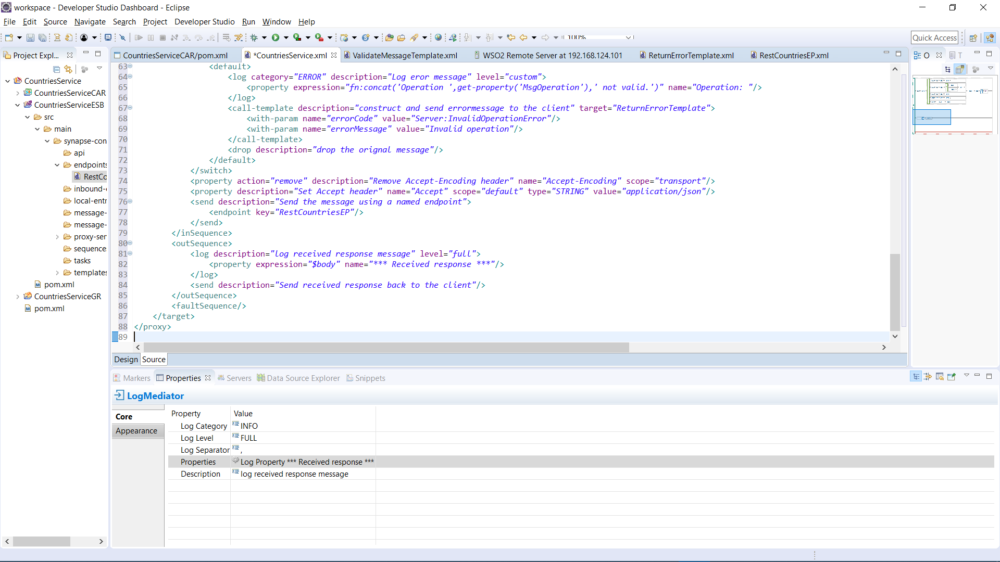 workspace - Developer Studio Dashboard - Eclipse
File Edit Source Navigate Search Project Developer Studio Run Window Help
100%
Quick Access
Project Expl...
CountriesServiceCAR/pom.xml *CountriesService.xml ValidateMessageTemplate.xml WSO2 Remote Server at 192.168.124.101 ReturnErrorTemplate.xml RestCountriesEP.xml
O T
CountriesService
CountriesServiceCAR
CountriesServiceESB
src
main
synapse-con
api
endpoints
RestCo
inbound-
local-entr
message-
message-
proxy-ser
sequence
tasks
templates
pom.xml
CountriesServiceGR
pom.xml
63 <default>
64 <log category="ERROR" description="Log eror message" level="custom">
65 <property expression="fn:concat('Operation ',get-property('MsgOperation'),' not valid.')" name="Operation: "/>
66 </log>
67 <call-template description="construct and send errormessage to the client" target="ReturnErrorTemplate">
68 <with-param name="errorCode" value="Server:InvalidOperationError"/>
69 <with-param name="errorMessage" value="Invalid operation"/>
70 </call-template>
71 <drop description="drop the orignal message"/>
72 </default>
73 </switch>
74 <property action="remove" description="Remove Accept-Encoding header" name="Accept-Encoding" scope="transport"/>
75 <property description="Set Accept header" name="Accept" scope="default" type="STRING" value="application/json"/>
76 <send description="Send the message using a named endpoint">
77 <endpoint key="RestCountriesEP"/>
78 </send>
79 </inSequence>
80 <outSequence>
81 <log description="log received response message" level="full">
82 <property expression="$body" name="*** Received response ***"/>
83 </log>
84 <send description="Send received response back to the client"/>
85 </outSequence>
86 <faultSequence/>
87 </target>
88 </proxy>
89
Design Source
Markers Properties Servers Data Source Explorer Snippets
LogMediator
Core
Appearance
Property Value
Log Category INFO
Log Level FULL
Log Separator ,
Properties Log Property *** Received response ***
Description log received response message